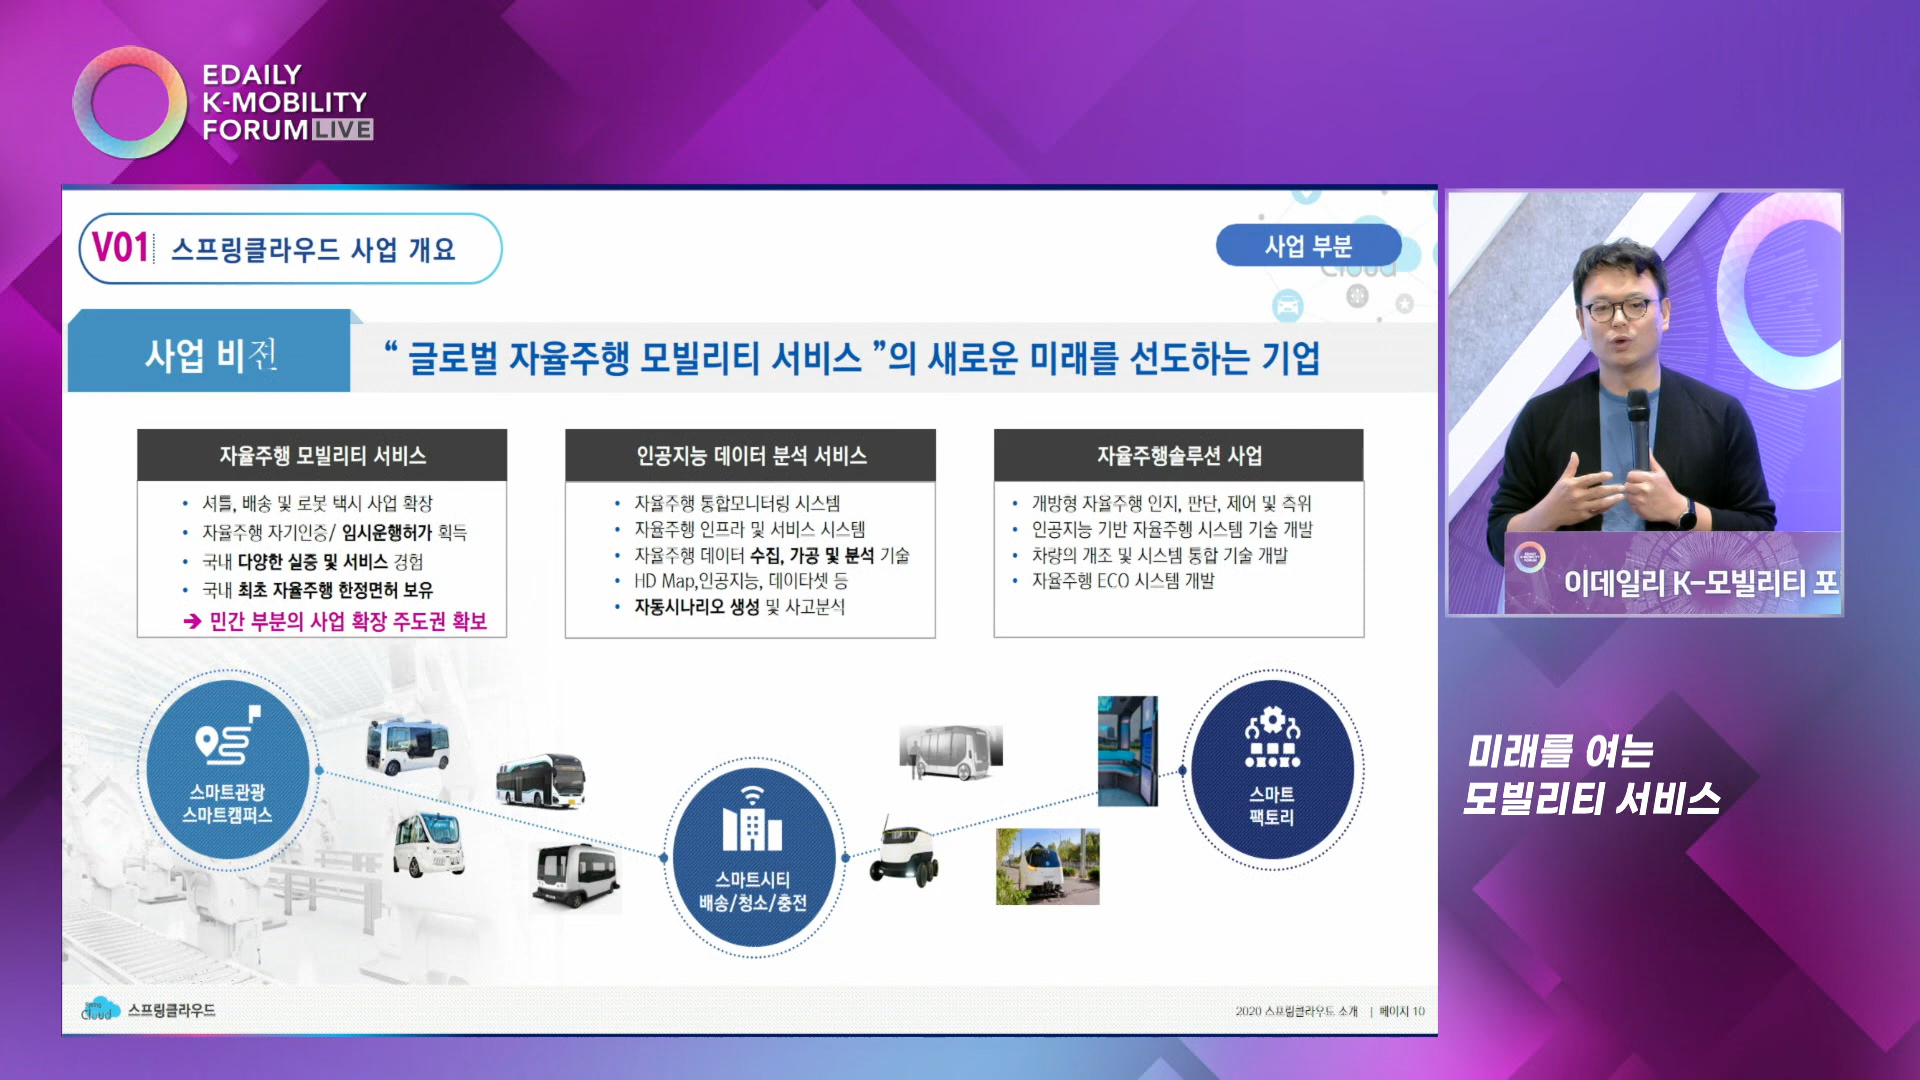 EDAILY
K-MOBILITY
FORUM LIVE
V01 스프링클라우드 사업 개요
사업 부분
Cloud
사업 비전
“ 글로벌 자율주행 모빌리티 서비스 ”의 새로운 미래를 선도하는 기업
자율주행 모빌리티 서비스
• 셔틀, 배송 및 로봇 택시 사업 확장
• 자율주행 자기인증/ 임시운행허가 획득
• 국내 다양한 실증 및 서비스 경험
• 국내 최초 자율주행 한정면허 보유
➔ 민간 부분의 사업 확장 주도권 확보
인공지능 데이터 분석 서비스
• 자율주행 통합모니터링 시스템
• 자율주행 인프라 및 서비스 시스템
• 자율주행 데이터 수집, 가공 및 분석 기술
• HD Map,인공지능, 데이타셋 등
• 자동시나리오 생성 및 사고분석
자율주행솔루션 사업
• 개방형 자율주행 인지, 판단, 제어 및 측위
• 인공지능 기반 자율주행 시스템 기술 개발
• 차량의 개조 및 시스템 통합 기술 개발
• 자율주행 ECO 시스템 개발
스마트관광
스마트캠퍼스
스마트시티
배송/청소/충전
스마트
팩토리
Spring
Cloud
스프링클라우드
2020 스프링클라우드 소개 | 페이지 10
EDAILY
K-MOBILITY
FORUM
이데일리 K-모빌리티 포
미래를 여는
모빌리티 서비스